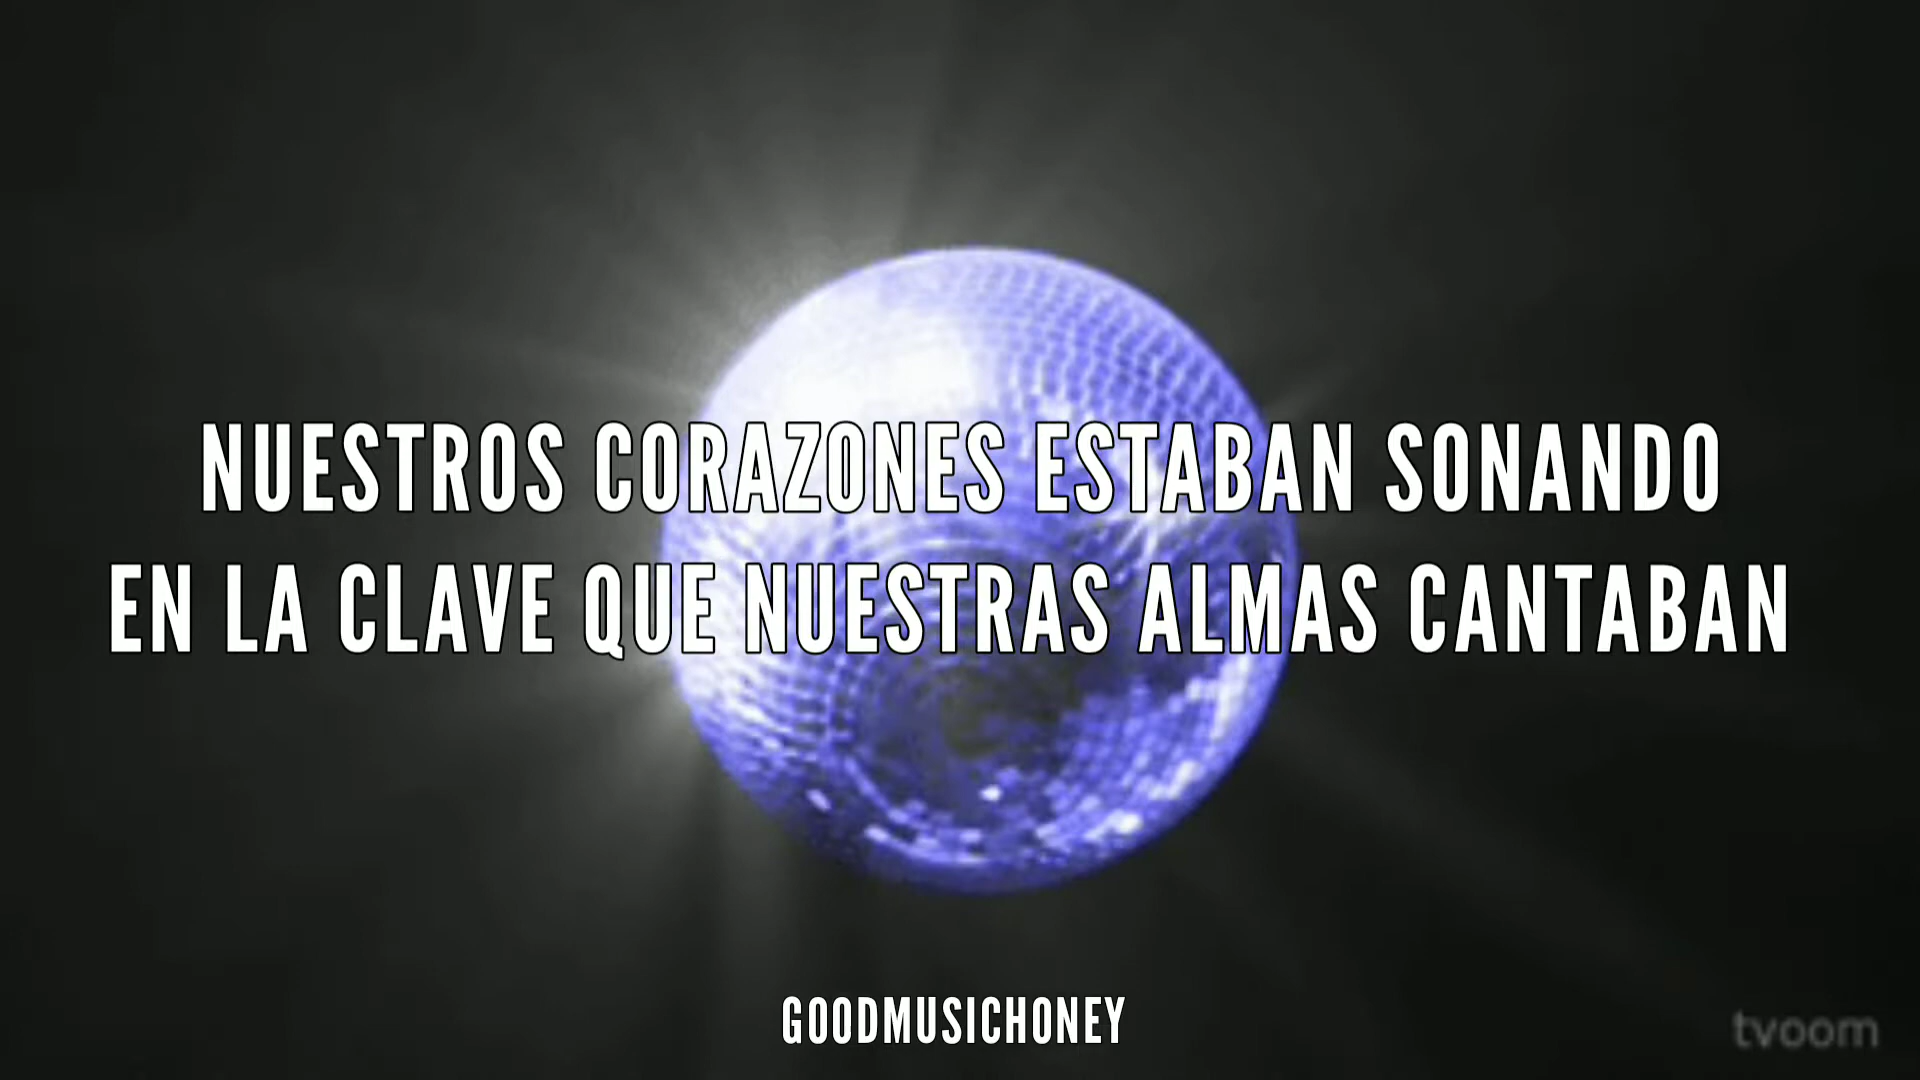 NUESTROS CORAZONES ESTABAN SONANDO
EN LA CLAVE QUE NUESTRAS ALMAS CANTABAN
GOODMUSICHONEY
tvoom